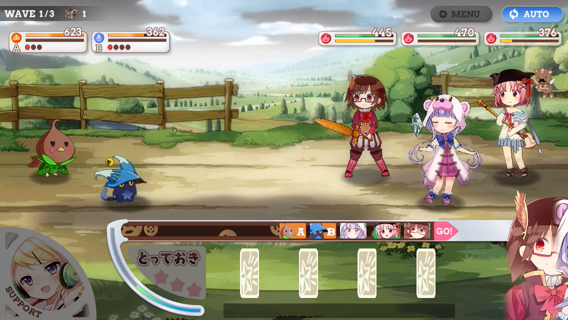 WAVE 1/3 1
MENU
AUTO
623
A
362
B
445
470
376
A B GO!
とっておき
SUPPORT